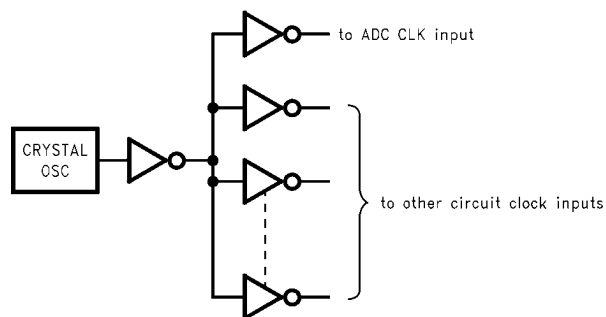 to ADC CLK input
CRYSTAL
OSC
to other circuit clock inputs